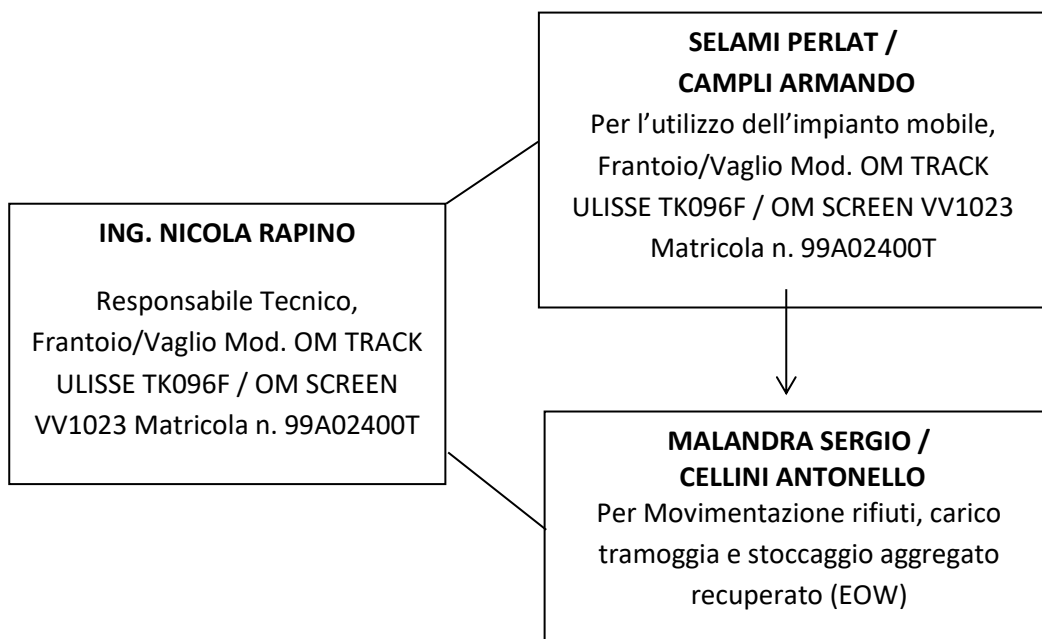 SELAMI PERLAT /
CAMPLI ARMANDO
Per l’utilizzo dell’impianto mobile,
Frantoio/Vaglio Mod. OM TRACK
ULISSE TK096F / OM SCREEN VV1023
Matricola n. 99A02400T
ING. NICOLA RAPINO
Responsabile Tecnico,
Frantoio/Vaglio Mod. OM TRACK
ULISSE TK096F / OM SCREEN
VV1023 Matricola n. 99A02400T
MALANDRA SERGIO /
CELLINI ANTONELLO
Per Movimentazione rifiuti, carico
tramoggia e stoccaggio aggregato
recuperato (EOW)